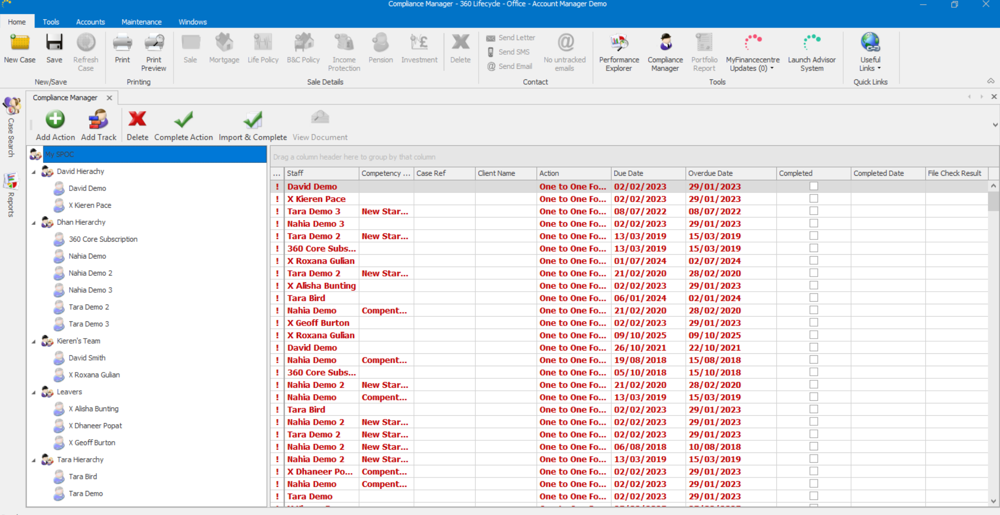 Compliance Manager - 360 Lifecycle - Office - Account Manager Demo
Home Tools Accounts Maintenance Windows
New Case Save Refresh Case Print Print Preview Sale Mortgage Life Policy B&C Policy Income Protection Pension Investment Delete
Send Letter
Send SMS
Send Email
No untracked emails
Performance Explorer Compliance Manager Portfolio Report MyFinancecentre Updates (0) Launch Advisor System Useful Links
New/Save Printing Sale Details Contact Tools Quick Links
Case Search
Reports
Compliance Manager
Add Action Add Track Delete Complete Action Import & Complete View Document
My SPOC
David Hierachy
David Demo
X Kieren Pace
Dhan Hierarchy
360 Core Subscription
Nahia Demo
Nahia Demo 2
Nahia Demo 3
Tara Demo 2
Tara Demo 3
Kieren's Team
David Smith
X Roxana Gulian
Leavers
X Alisha Bunting
X Dhaneer Popat
X Geoff Burton
Tara Hierarchy
Tara Bird
Tara Demo
Drag a column header here to group by that column
... Staff Competency ... Case Ref Client Name Action Due Date Overdue Date Completed Completed Date File Check Result
! David Demo One to One Fo... 02/02/2023 29/01/2023
! X Kieren Pace One to One Fo... 02/02/2023 29/01/2023
! Tara Demo 3 New Star... One to One Fo... 08/07/2022 08/07/2022
! Nahia Demo 3 One to One Fo... 02/02/2023 29/01/2023
! Tara Demo 2 New Star... One to One Fo... 13/03/2019 15/03/2019
! 360 Core Subs... One to One Fo... 13/03/2019 15/03/2019
! X Roxana Gulian One to One Fo... 01/07/2024 02/07/2024
! Tara Demo 2 New Star... One to One Fo... 21/02/2020 28/02/2020
! X Alisha Bunting One to One Fo... 02/02/2023 29/01/2023
! Tara Bird One to One Fo... 06/01/2024 02/01/2024
! Nahia Demo Compent... One to One Fo... 21/02/2020 28/02/2020
! X Geoff Burton One to One Fo... 02/02/2023 29/01/2023
! X Roxana Gulian One to One Fo... 09/10/2025 09/10/2025
! David Demo One to One Fo... 26/10/2021 22/10/2021
! Nahia Demo Compent... One to One Fo... 19/08/2018 15/08/2018
! 360 Core Subs... One to One Fo... 05/10/2018 15/10/2018
! Nahia Demo 2 New Star... One to One Fo... 21/02/2020 28/02/2020
! Nahia Demo Compent... One to One Fo... 13/03/2019 15/03/2019
! Tara Bird One to One Fo... 02/02/2023 29/01/2023
! Nahia Demo 2 New Star... One to One Fo... 02/02/2023 29/01/2023
! Tara Demo 2 New Star... One to One Fo... 02/02/2023 29/01/2023
! Nahia Demo 2 New Star... One to One Fo... 06/08/2018 10/08/2018
! Nahia Demo 2 New Star... One to One Fo... 13/03/2019 15/03/2019
! X Dhaneer Po... Compent... One to One Fo... 02/02/2023 29/01/2023
! Nahia Demo Compent... One to One Fo... 02/02/2023 29/01/2023
! Tara Demo One to One Fo... 02/02/2023 29/01/2023